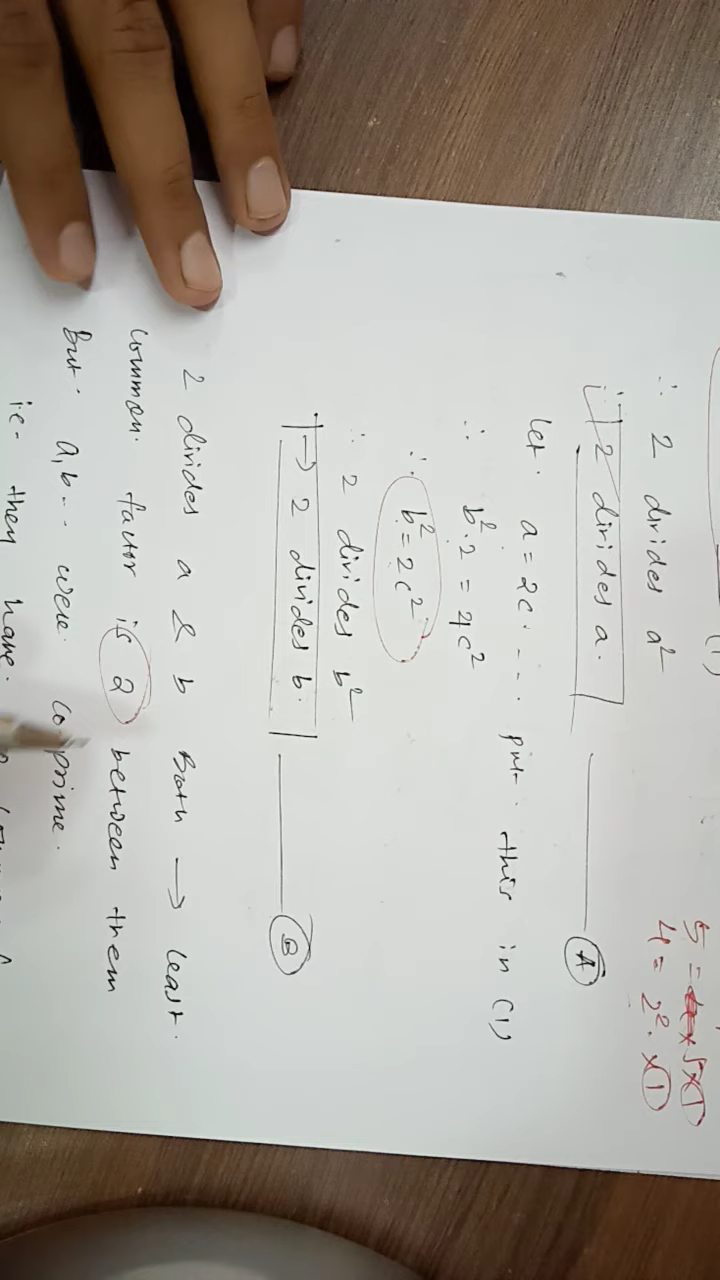 (1)
∴ 2 divides a²
5 = 5×1
4 = 2² · ×1
2 divides a. A
let. a = 2c . . . put. this in (1)
∴ b²·2 = 4c²
∴ b² = 2c²
∴ 2 divides b²
→ 2 divides b. B
2 divides a & b Both → least.
common. factor is 2 between them
But. a,b.. were. co prime.
i.e- they have.